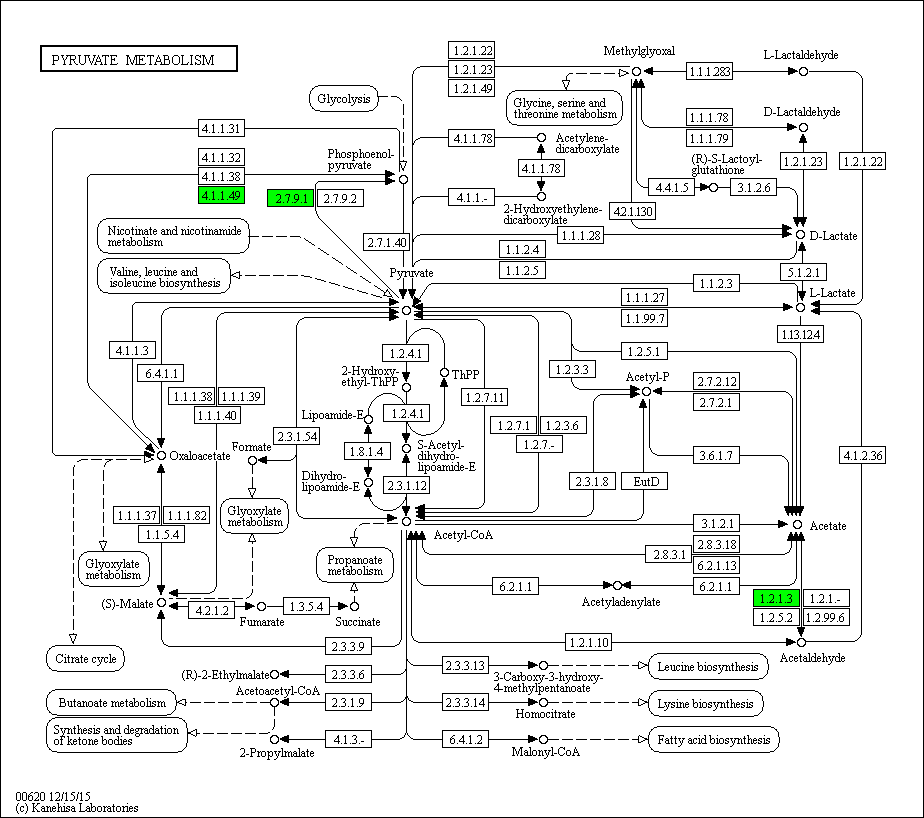 PYRUVATE METABOLISM
1.2.1.22
1.2.1.23
1.2.1.49
Methylglyoxal
1.1.1.283
L-Lactaldehyde
Glycolysis
Glycine, serine and
threonine metabolism
1.1.1.78
1.1.1.79
D-Lactaldehyde
4.1.1.31
4.1.1.32
4.1.1.38
4.1.1.49
Phosphoenol-
pyruvate
4.1.1.78
Acetylene-
dicarboxylate
4.1.1.78
(R)-S-Lactoyl-
glutathione
1.2.1.23
1.2.1.22
2.7.9.1
2.7.9.2
4.1.1.-
2-Hydroxyethylene-
dicarboxylate
4.4.1.5
3.1.2.6
4.2.1.130
Nicotinate and nicotinamide
metabolism
2.7.1.40
1.1.1.28
D-Lactate
1.1.2.4
1.1.2.5
Valine, leucine and
isoleucine biosynthesis
Pyruvate
5.1.2.1
1.1.2.3
L-Lactate
1.1.1.27
1.1.99.7
1.13.12.4
4.1.1.3
6.4.1.1
1.2.4.1
1.2.5.1
2-Hydroxy-
ethyl-ThPP
ThPP
1.2.3.3
Acetyl-P
2.7.2.12
2.7.2.1
1.1.1.38
1.1.1.39
1.1.1.40
1.2.7.11
Lipoamide-E
1.2.4.1
1.2.7.1
1.2.3.6
1.2.7.-
2.3.1.54
Formate
S-Acetyl-
dihydro-
lipoamide-E
1.8.1.4
Oxaloacetate
3.6.1.7
4.1.2.36
Dihydro-
lipoamide-E
2.3.1.12
2.3.1.8
EutD
1.1.1.37
1.1.1.82
1.1.5.4
Glyoxylate
metabolism
Acetyl-CoA
3.1.2.1
Acetate
Glyoxylate
metabolism
Propanoate
metabolism
2.8.3.18
2.8.3.1
6.2.1.13
6.2.1.1
6.2.1.1
Acetyladenylate
(S)-Malate
4.2.1.2
Fumarate
1.3.5.4
Succinate
1.2.1.3
1.2.1.-
1.2.5.2
1.2.99.6
Citrate cycle
2.3.3.9
1.2.1.10
Acetaldehyde
(R)-2-Ethylmalate
2.3.3.6
2.3.3.13
3-Carboxy-3-hydroxy-
4-methylpentanoate
Leucine biosynthesis
Butanoate metabolism
Acetoacetyl-CoA
2.3.1.9
2.3.3.14
Homocitrate
Lysine biosynthesis
Synthesis and degradation
of ketone bodies
2-Propylmalate
4.1.3.-
6.4.1.2
Malonyl-CoA
Fatty acid biosynthesis
00620 12/15/15
(c) Kanehisa Laboratories